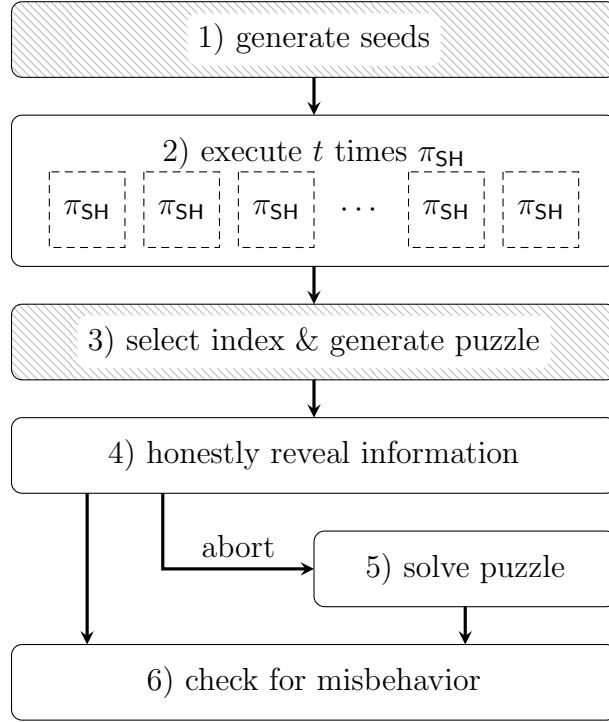 1) generate seeds
2) execute t times π_SH
π_SH π_SH π_SH ⋯ π_SH π_SH
3) select index & generate puzzle
4) honestly reveal information
abort
5) solve puzzle
6) check for misbehavior